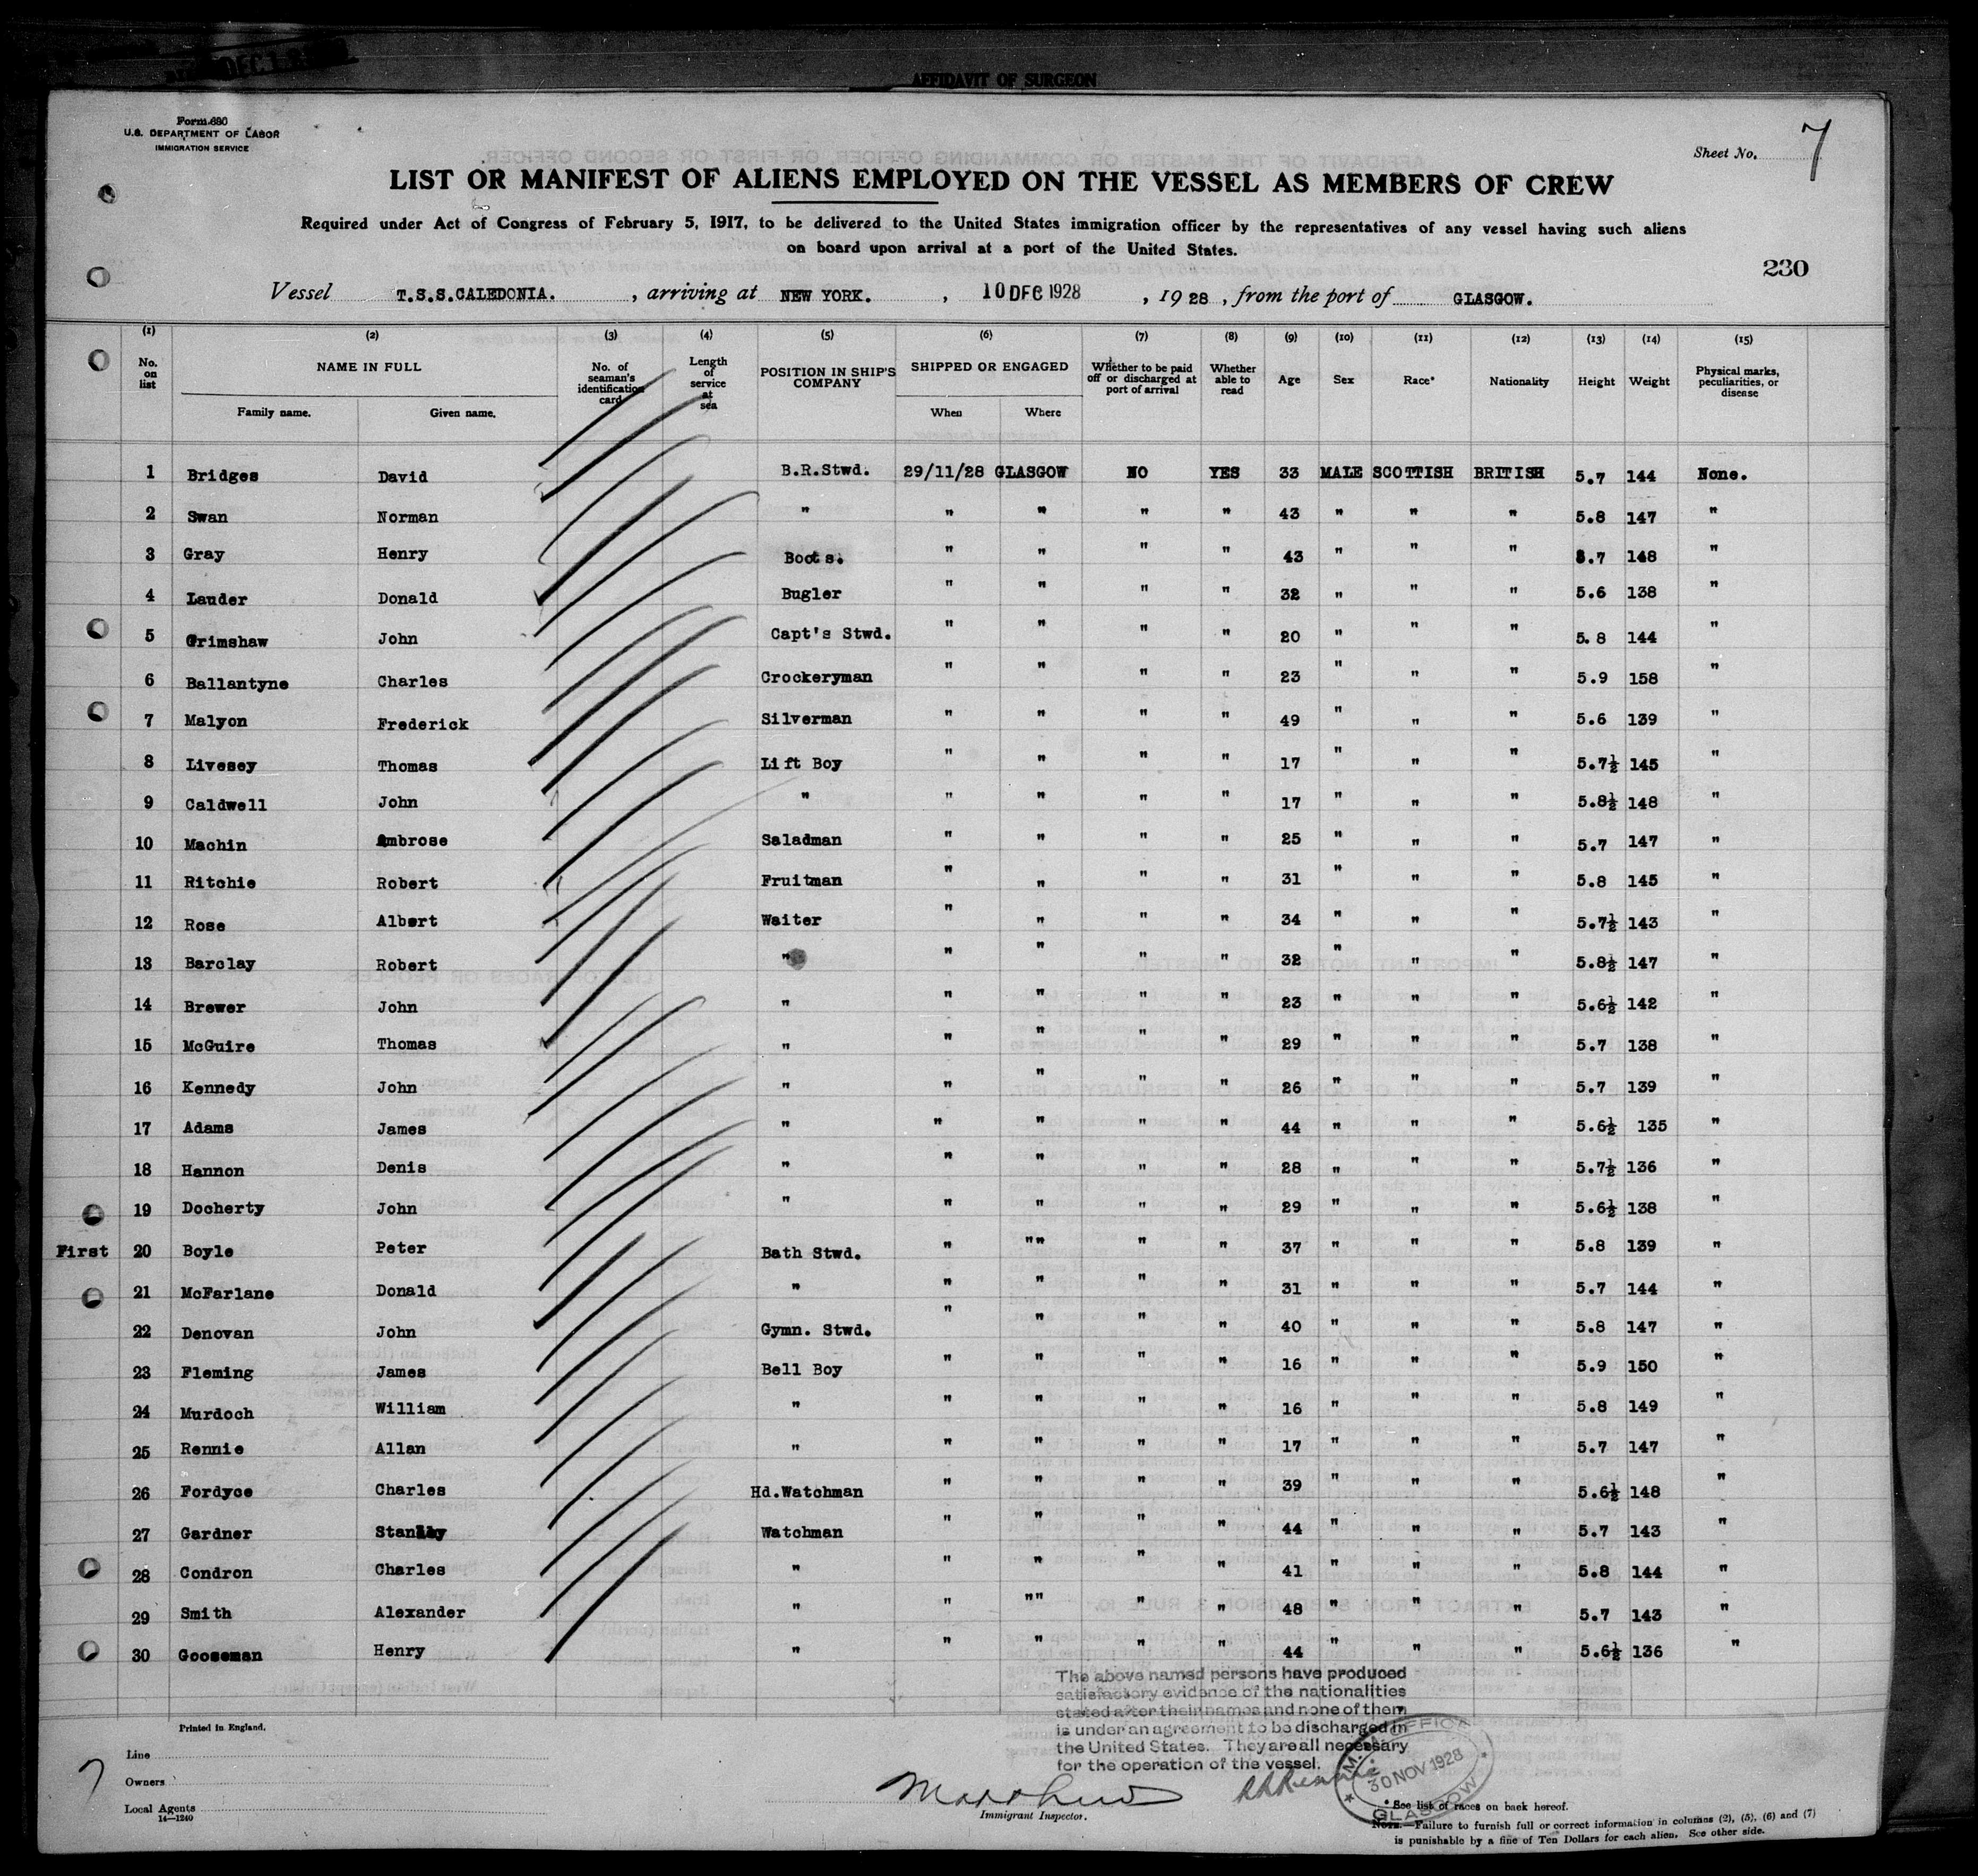 AFFIDAVIT OF SURGEON
Form 680
U.S. DEPARTMENT OF LABOR
IMMIGRATION SERVICE
Sheet No. 7
LIST OR MANIFEST OF ALIENS EMPLOYED ON THE VESSEL AS MEMBERS OF CREW
Required under Act of Congress of February 5, 1917, to be delivered to the United States immigration officer by the representatives of any vessel having such aliens
on board upon arrival at a port of the United States.
230
Vessel T.S.S.CALEDONIA. , arriving at NEW YORK. , 10 DEC 1928 , 1928 , from the port of GLASGOW.
(1) (2) (3) (4) (5) (6) (7) (8) (9) (10) (11) (12) (13) (14) (15)
No. on list NAME IN FULL Family name. Given name. No. of seaman's identification card Length of service at sea POSITION IN SHIP'S COMPANY SHIPPED OR ENGAGED When Where Whether to be paid off or discharged at port of arrival Whether able to read Age Sex Race* Nationality Height Weight Physical marks, peculiarities, or disease
1 Bridges David B.R.Stwd. 29/11/28 GLASGOW NO YES 33 MALE SCOTTISH BRITISH 5.7 144 None.
2 Swan Norman " " " " " 43 " " " 5.8 147 "
3 Gray Henry Boots. " " " " 43 " " " 5.7 148 "
4 Lauder Donald Bugler " " " " 32 " " " 5.6 138 "
5 Grimshaw John Capt's Stwd. " " " " 20 " " " 5.8 144 "
6 Ballantyne Charles Crockeryman " " " " 23 " " " 5.9 158 "
7 Malyon Frederick Silverman " " " " 49 " " " 5.6 139 "
8 Livesey Thomas Lift Boy " " " " 17 " " " 5.7½ 145 "
9 Caldwell John " " " " " 17 " " " 5.8½ 148 "
10 Machin Ambrose Saladman " " " " 25 " " " 5.7 147 "
11 Ritchie Robert Fruitman " " " " 31 " " " 5.8 145 "
12 Rose Albert Waiter " " " " 34 " " " 5.7½ 143 "
13 Barclay Robert " " " " " 32 " " " 5.8½ 147 "
14 Brewer John " " " " " 23 " " " 5.6½ 142 "
15 McGuire Thomas " " " " " 29 " " " 5.7 138 "
16 Kennedy John " " " " " 26 " " " 5.7 139 "
17 Adams James " " " " " 44 " " " 5.6½ 135 "
18 Hannon Denis " " " " " 28 " " " 5.7½ 136 "
19 Docherty John " " " " " 29 " " " 5.6½ 138 "
First 20 Boyle Peter Bath Stwd. " "" " " 37 " " " 5.8 139 "
21 McFarlane Donald " " " " " 31 " " " 5.7 144 "
22 Denovan John Gymn. Stwd. " " " " 40 " " " 5.8 147 "
23 Fleming James Bell Boy " " " " 16 " " " 5.9 150 "
24 Murdoch William " " " " " 16 " " " 5.8 149 "
25 Rennie Allan " " " " " 17 " " " 5.7 147 "
26 Fordyce Charles Hd.Watchman " " " " 39 " " " 5.6½ 148 "
27 Gardner Stanley Watchman " " " " 44 " " " 5.7 143 "
28 Condron Charles " " " " " 41 " " " 5.8 144 "
29 Smith Alexander " " "" " " 48 " " " 5.7 143 "
30 Gooseman Henry " " " " " 44 " " " 5.6½ 136 "
The above named persons have produced
satisfactory evidence of the nationalities
stated after their names and none of them
is under an agreement to be discharged in
the United States. They are all necessary
for the operation of the vessel.
Printed in England.
7
Line
Owners
Local Agents
14—1240
Immigrant Inspector.
OFFICE
30 NOV 1928
GLASGOW
* See list of races on back hereof.
NOTE.—Failure to furnish full or correct information in columns (2), (5), (6) and (7)
is punishable by a fine of Ten Dollars for each alien. See other side.